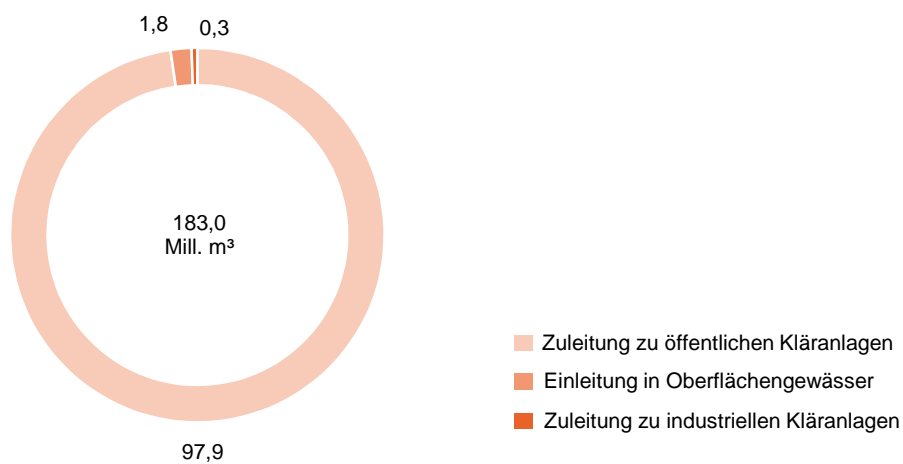 1,8
0,3
183,0
Mill. m³
97,9
Zuleitung zu öffentlichen Kläranlagen
Einleitung in Oberflächengewässer
Zuleitung zu industriellen Kläranlagen